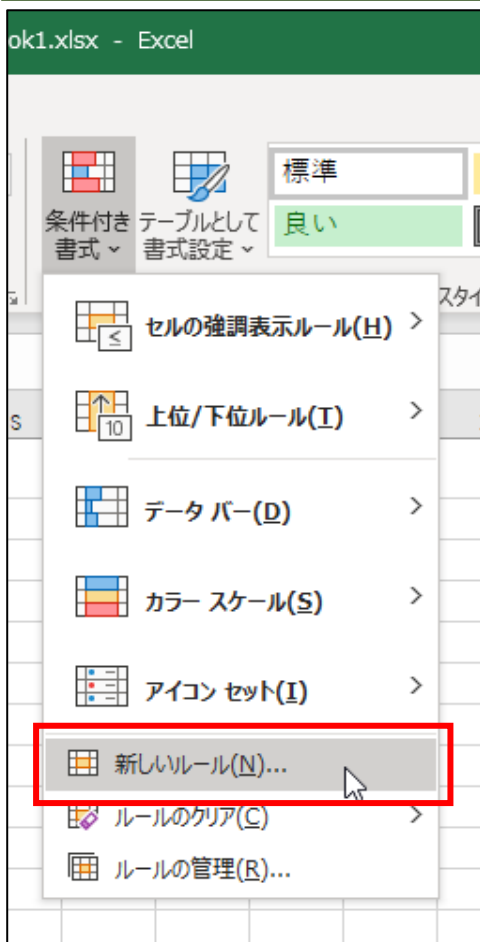 ok1.xlsx - Excel
標準
条件付き
書式
テーブルとして
書式設定
良い
スタイ
≤
セルの強調表示ルール(H)
S
10
上位/下位ルール(T)
データ バー(D)
カラー スケール(S)
アイコン セット(I)
新しいルール(N)...
ルールのクリア(C)
ルールの管理(R)...